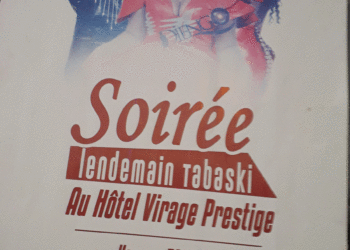 Soirée
lendemain Tabaski
Au Hôtel Virage Prestige